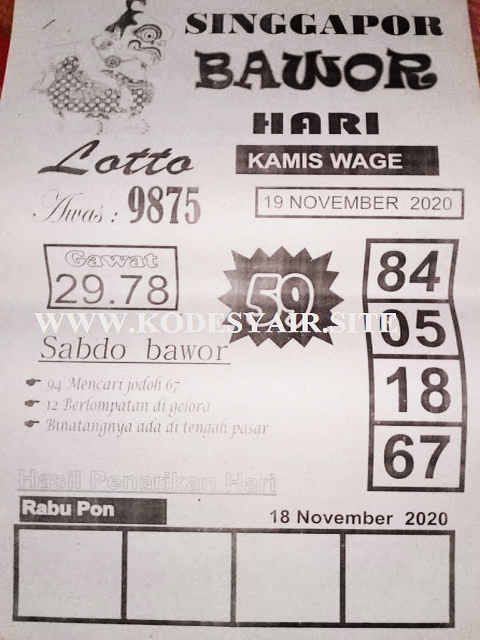 SINGGAPOR
BAWOR
HARI
Lotto
KAMIS WAGE
Awas : 9875
19 NOVEMBER 2020
Gawat
29.78
59
84
05
18
67
WWW.KODESYAIR.SITE
Sabdo bawor
94 Mencari jodoh 67
12 Berlompatan di gelora
Binatangnya ada di tengah pasar
Hasil Penarikan Hari
Rabu Pon
18 November 2020